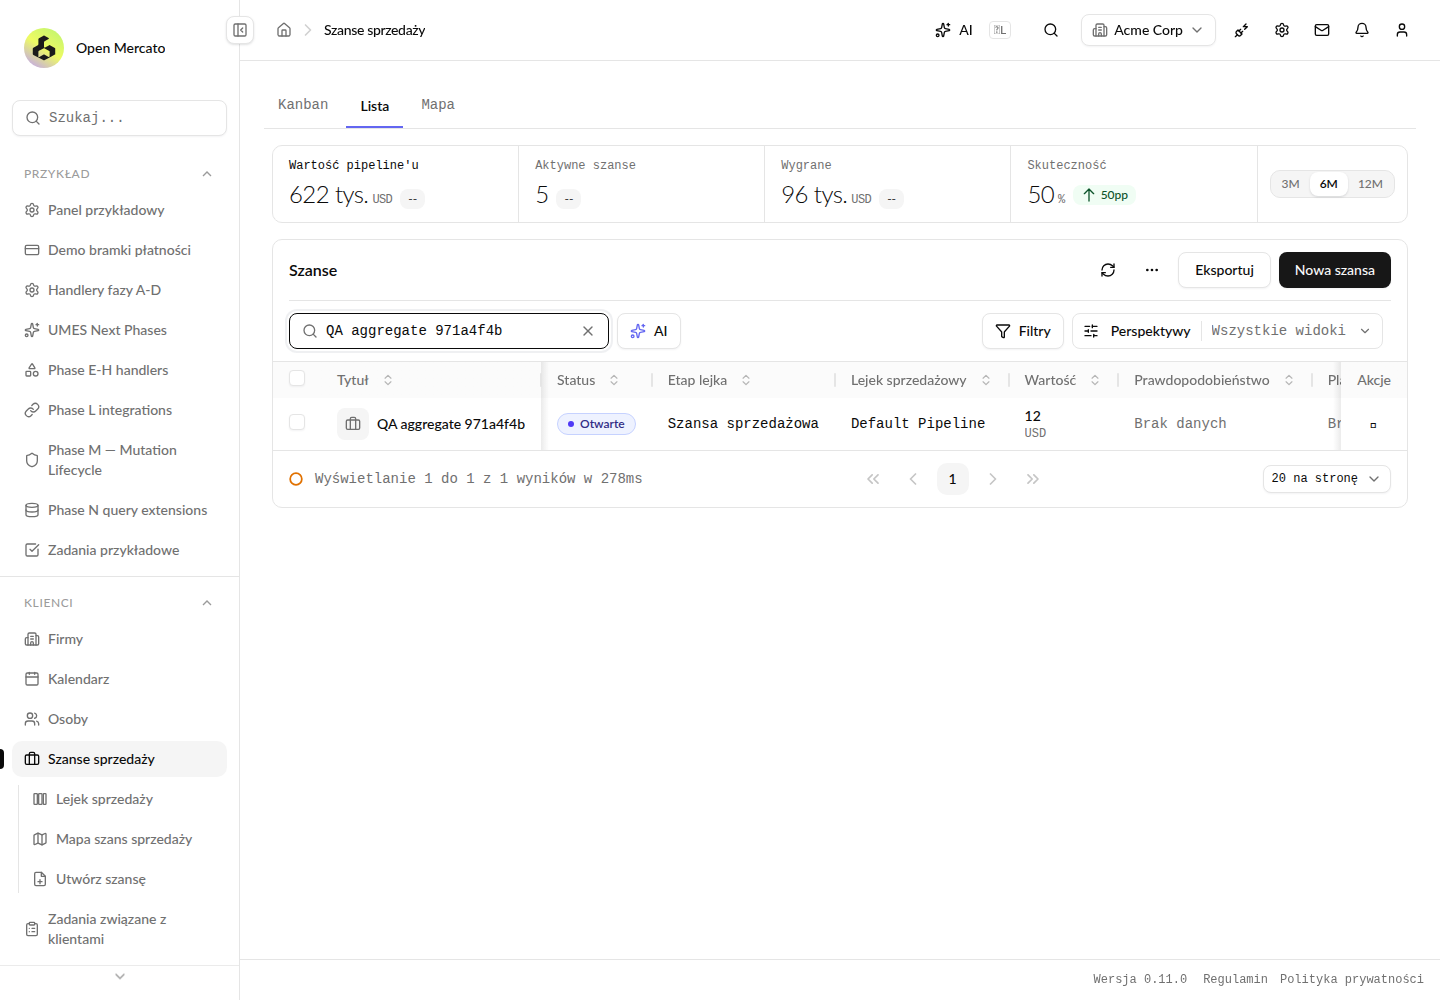 Open Mercato
Szukaj...
PRZYKŁAD
Panel przykładowy
Demo bramki płatności
Handlery fazy A-D
UMES Next Phases
Phase E-H handlers
Phase L integrations
Phase M — Mutation
Lifecycle
Phase N query extensions
Zadania przykładowe
KLIENCI
Firmy
Kalendarz
Osoby
Szanse sprzedaży
Lejek sprzedaży
Mapa szans sprzedaży
Utwórz szansę
Zadania związane z
klientami
Szanse sprzedaży
AI L
Acme Corp
Kanban Lista Mapa
Wartość pipeline'u
622 tys. USD --
Aktywne szanse
5 --
Wygrane
96 tys. USD --
Skuteczność
50 % 50pp
3M 6M 12M
Szanse
Eksportuj
Nowa szansa
QA aggregate 971a4f4b
AI
Filtry
Perspektywy Wszystkie widoki
Tytuł Status Etap lejka Lejek sprzedażowy Wartość Prawdopodobieństwo Akcje
QA aggregate 971a4f4b Otwarte Szansa sprzedażowa Default Pipeline 12 USD Brak danych
Wyświetlanie 1 do 1 z 1 wyników w 278ms
1
20 na stronę
Wersja 0.11.0 Regulamin Polityka prywatności